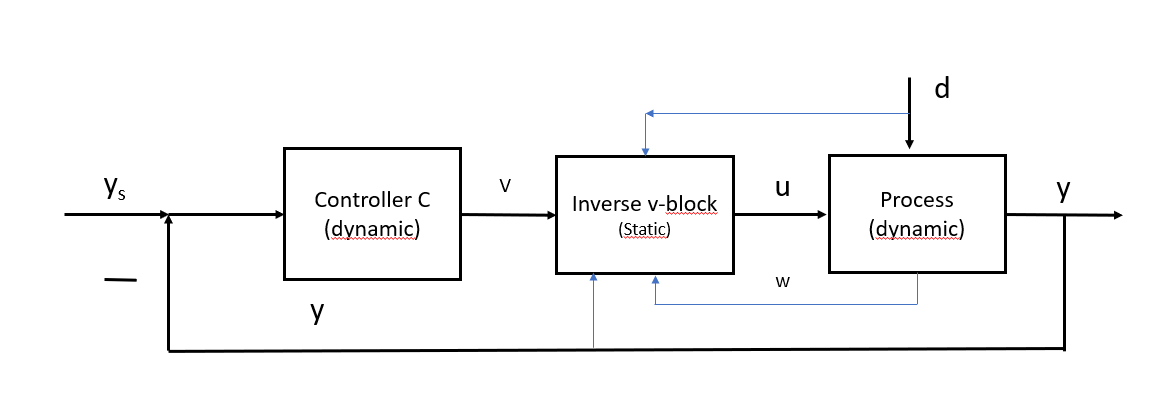 d
yₛ
Controller C
(dynamic)
v
Inverse v-block
(Static)
u
Process
(dynamic)
y
—
w
y